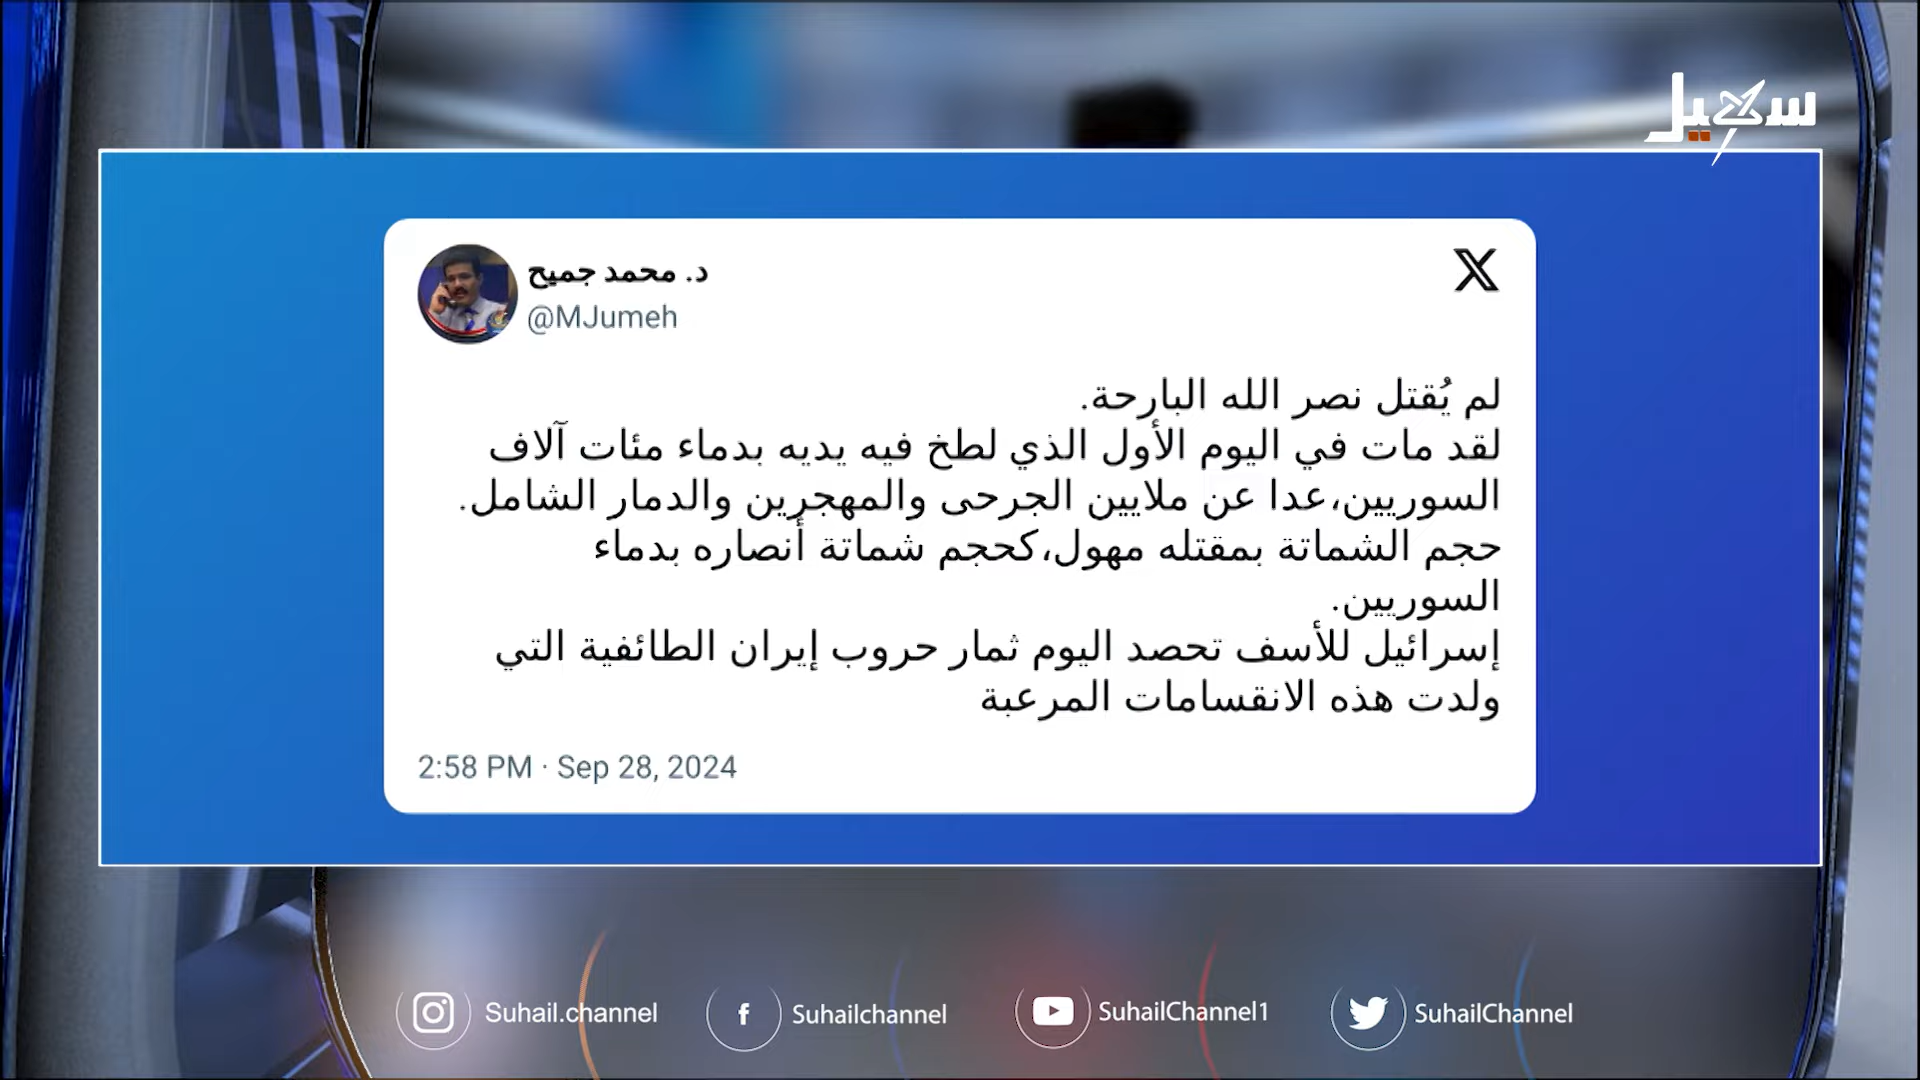 سهيل
د. محمد جميح
@MJumeh
لم يُقتل نصر الله البارحة.
لقد مات في اليوم الأول الذي لطخ فيه يديه بدماء مئات آلاف
السوريين،عدا عن ملايين الجرحى والمهجرين والدمار الشامل.
حجم الشماتة بمقتله مهول،كحجم شماتة أنصاره بدماء
السوريين.
إسرائيل للأسف تحصد اليوم ثمار حروب إيران الطائفية التي
ولدت هذه الانقسامات المرعبة
2:58 PM · Sep 28, 2024
Suhail.channel
Suhailchannel
SuhailChannel1
SuhailChannel